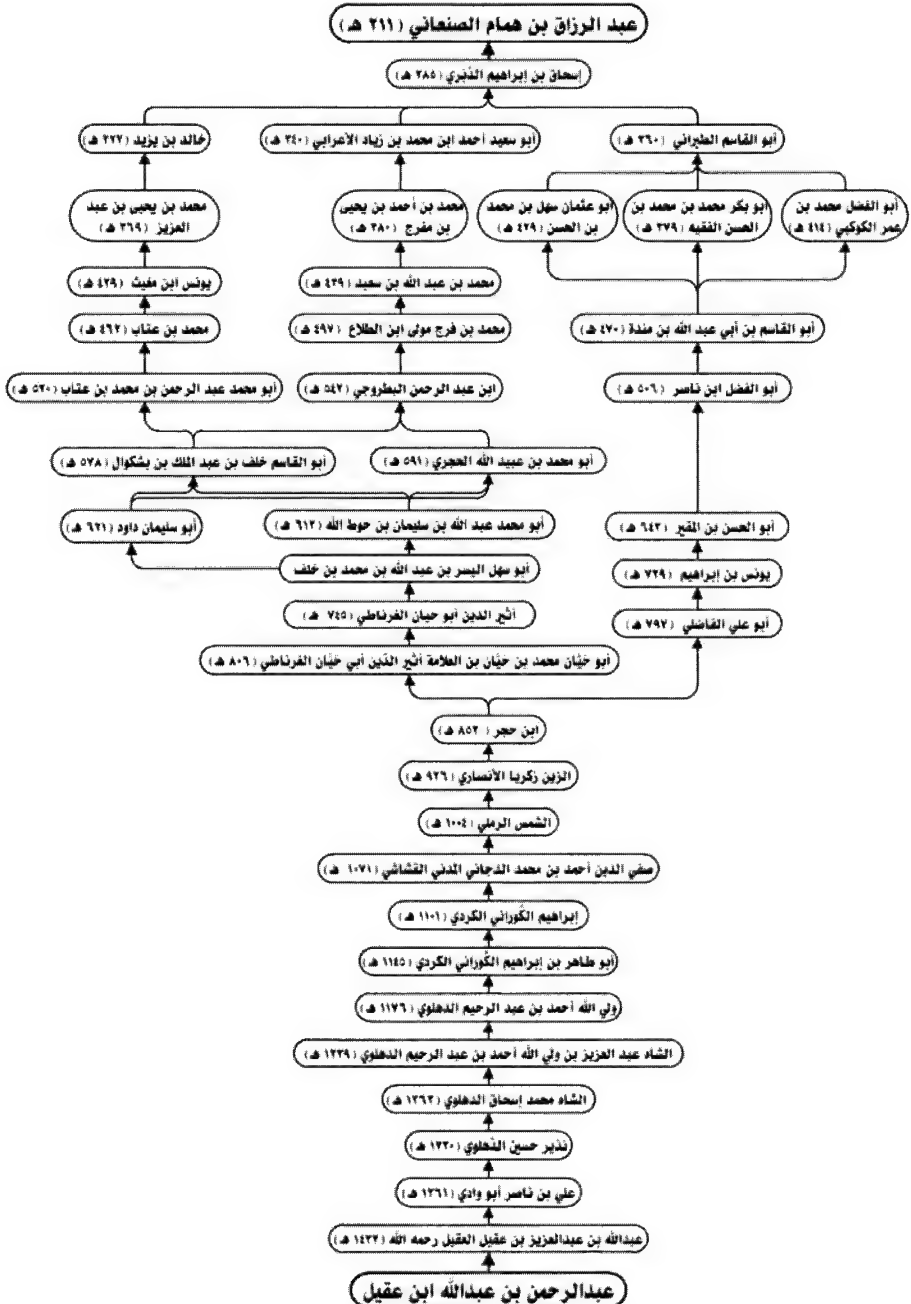 عبد الرزاق بن همام الصنعاني (٢١١ هـ)
إسحاق بن إبراهيم الدَّبَري (٢٨٥ هـ)
أبو القاسم الطبراني (٣٦٠ هـ)
أبو سعيد أحمد ابن محمد بن زياد الأعرابي (٣٤٠ هـ)
خالد بن يزيد (٣٢٢ هـ)
أبو الفضل محمد بن
عمر الكوكبي (٤١٤ هـ)
أبو بكر محمد بن محمد بن
الحسن الفقيه (٣٧٩ هـ)
أبو عثمان سهل بن محمد
بن الحسن (٤٢٩ هـ)
محمد بن أحمد بن يحيى
بن مفرج (٣٨٠ هـ)
محمد بن يحيى بن عبد
العزيز (٣٦٩ هـ)
محمد بن عبد الله بن سعيد (٤٣٩ هـ)
يونس ابن مغيث (٤٢٩ هـ)
أبو القاسم بن أبي عبد الله بن مندة (٤٧٠ هـ)
محمد بن فرج مولى ابن الطلاع (٤٩٧ هـ)
محمد بن عتاب (٤٦٢ هـ)
أبو الفضل ابن ناصر (٥٠٦ هـ)
ابن عبد الرحمن البطروجي (٥٤٢ هـ)
أبو محمد عبد الرحمن بن محمد بن عتاب (٥٢٠ هـ)
أبو محمد بن عبيد الله الحجري (٥٩١ هـ)
أبو القاسم خلف بن عبد الملك بن بشكوال (٥٧٨ هـ)
أبو الحسن بن المقير (٦٤٣ هـ)
أبو محمد عبد الله بن سليمان بن حوط الله (٦١٢ هـ)
أبو سليمان داود (٦٢١ هـ)
يونس بن إبراهيم (٧٢٩ هـ)
أبو سهل اليسر بن عبد الله بن محمد بن خلف
أبو علي الفاضلي (٧٩٧ هـ)
أثير الدين أبو حيان الغرناطي (٧٤٥ هـ)
أبو حَيَّان محمد بن حَيَّان بن العلامة أثير الدّين أبي حَيَّان الغرناطي (٨٠٦ هـ)
ابن حجر (٨٥٢ هـ)
الزين زكريا الأنصاري (٩٢٦ هـ)
الشمس الرملي (١٠٠٤ هـ)
صفي الدين أحمد بن محمد الدجاني المدني القشاشي (١٠٧١ هـ)
إبراهيم الكُوراني الكردي (١١٠١ هـ)
أبو طاهر بن إبراهيم الكُوراني الكردي (١١٤٥ هـ)
ولي الله أحمد بن عبد الرحيم الدهلوي (١١٧٦ هـ)
الشاه عبد العزيز بن ولي الله أحمد بن عبد الرحيم الدهلوي (١٢٣٩ هـ)
الشاه محمد إسحاق الدهلوي (١٢٦٢ هـ)
نذير حسين الدَّهلوي (١٣٢٠ هـ)
علي بن ناصر أبو وادي (١٣٦١ هـ)
عبدالله بن عبدالعزيز بن عقيل العقيل رحمه الله (١٤٣٢ هـ)
عبدالرحمن بن عبدالله ابن عقيل